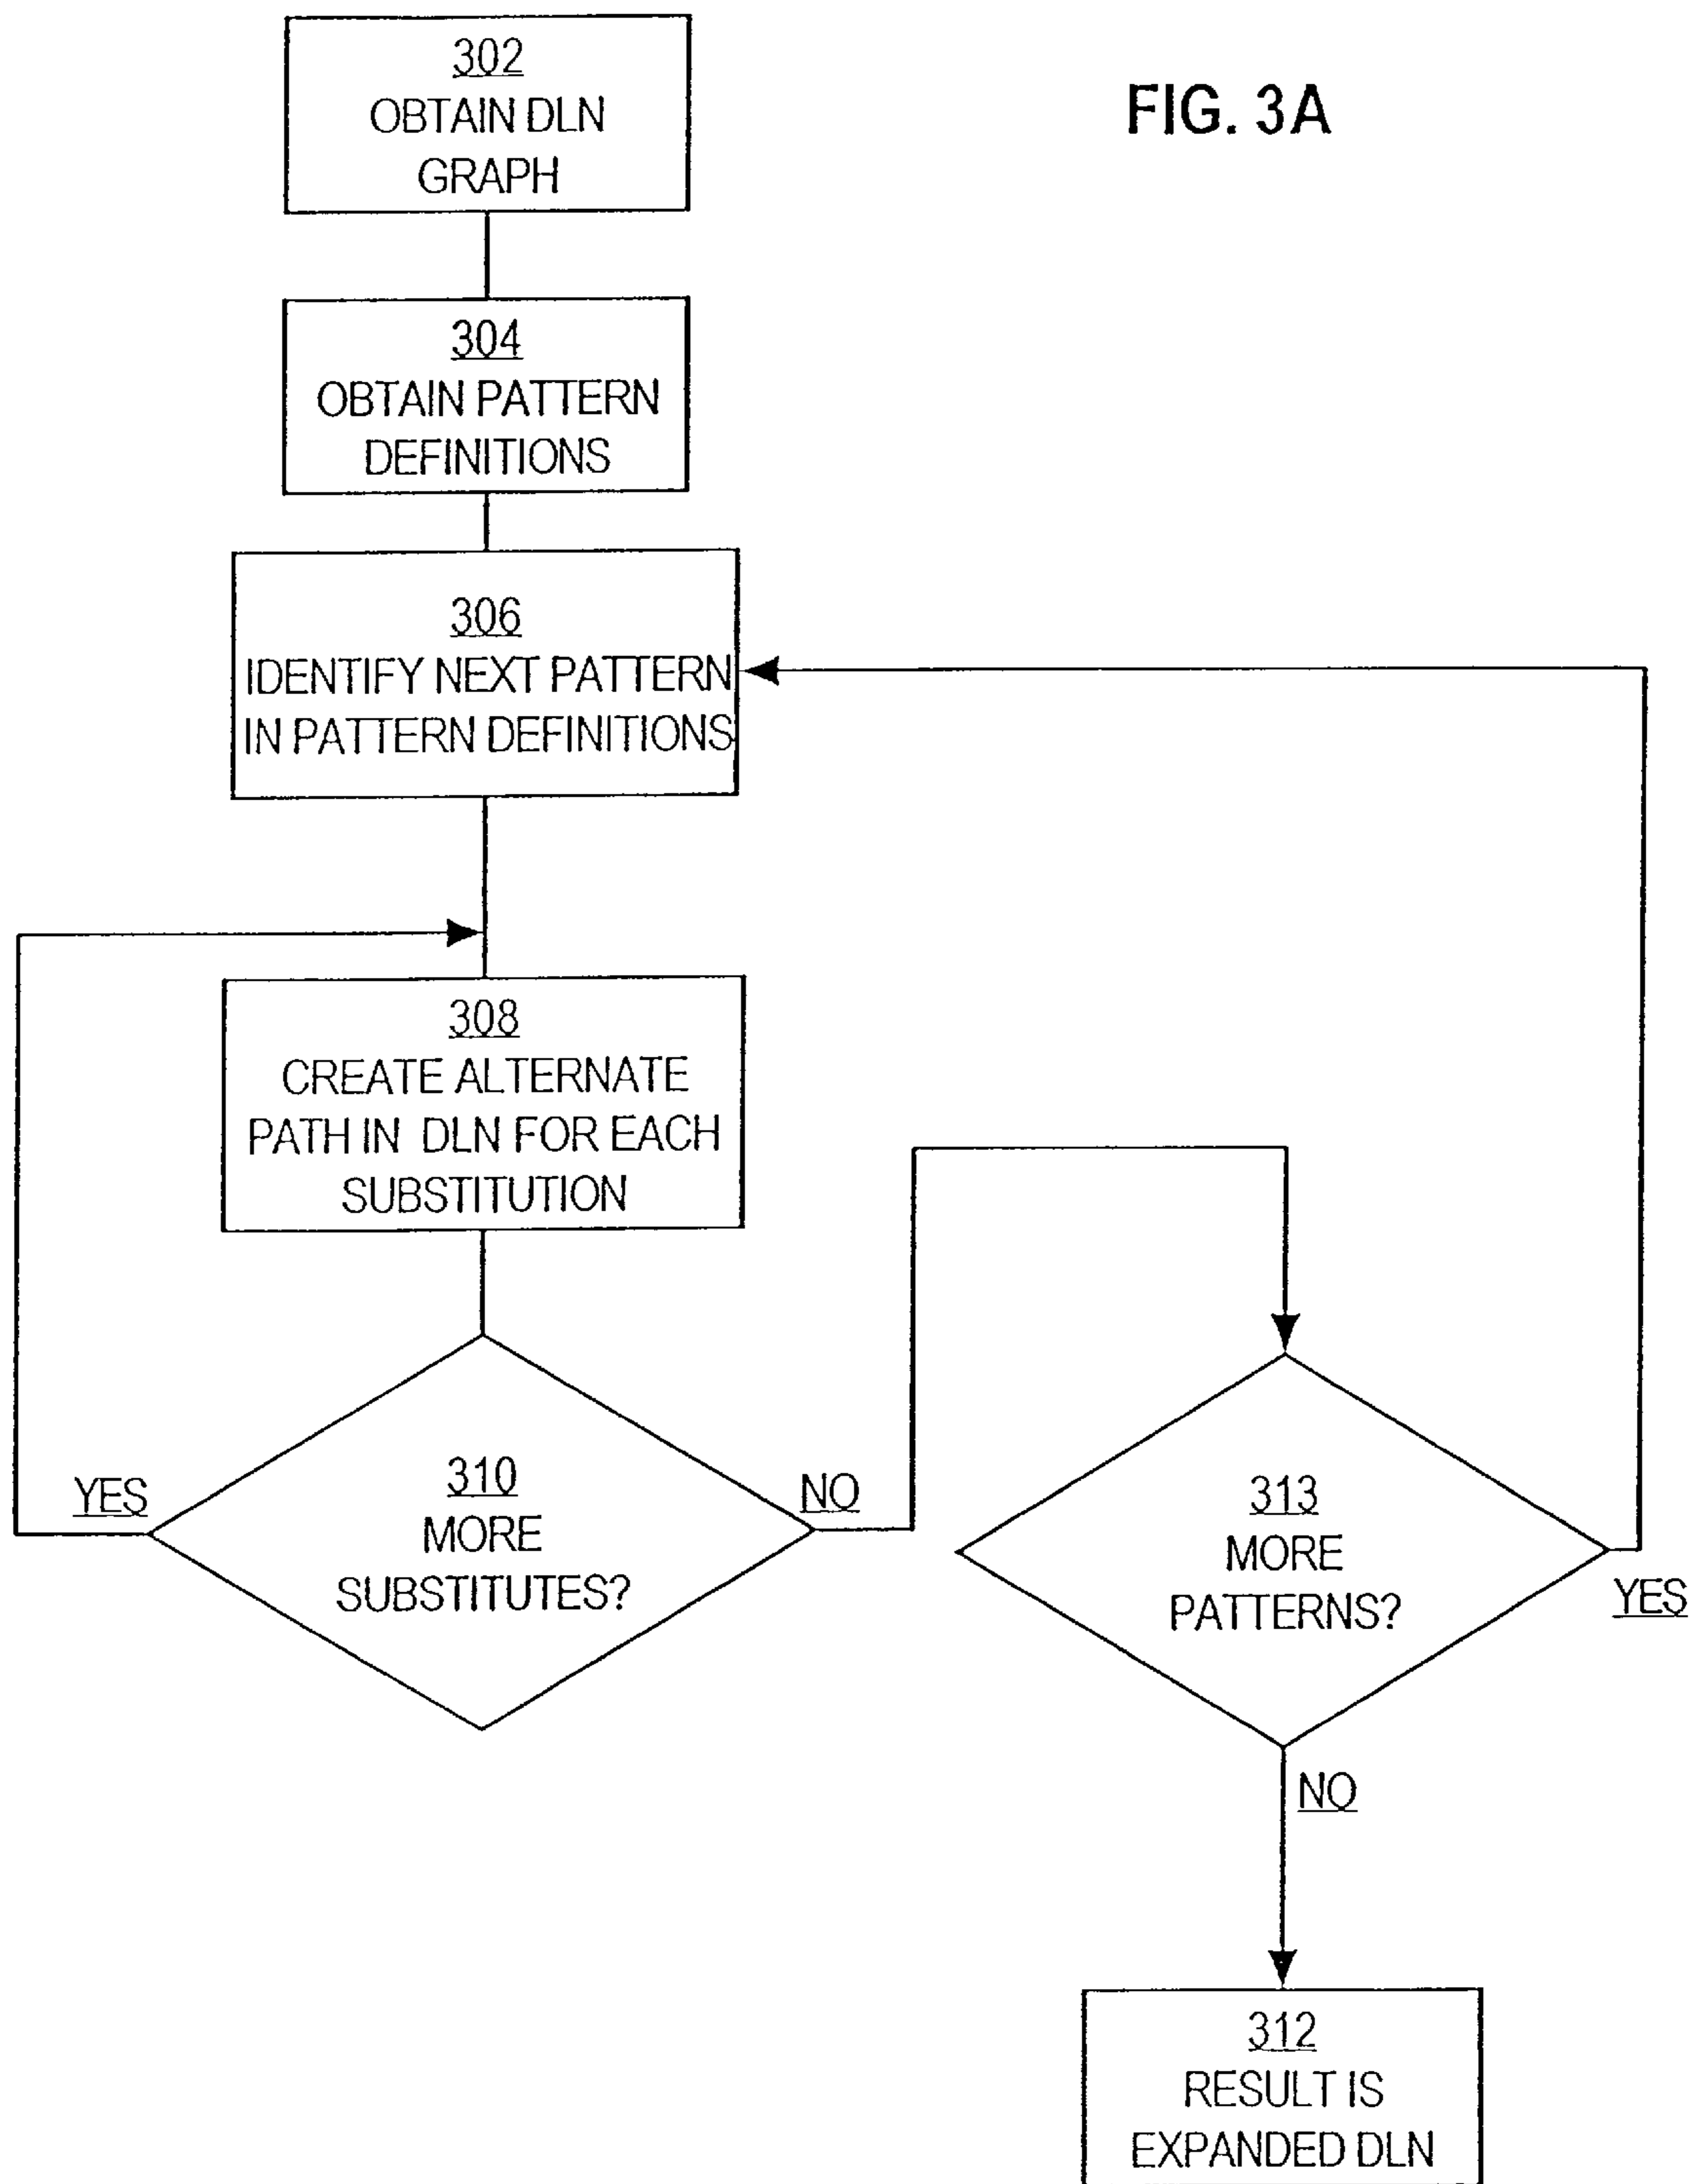 FIG. 3A
302
OBTAIN DLN
GRAPH
304
OBTAIN PATTERN
DEFINITIONS
306
IDENTIFY NEXT PATTERN
IN PATTERN DEFINITIONS
308
CREATE ALTERNATE
PATH IN DLN FOR EACH
SUBSTITUTION
310
MORE
SUBSTITUTES?
YES
NO
313
MORE
PATTERNS?
YES
NO
312
RESULT IS
EXPANDED DLN